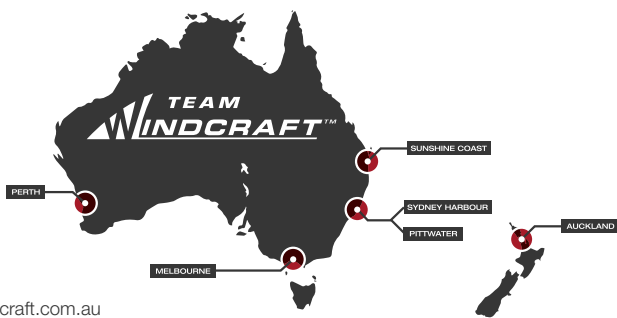 TEAM
WINDCRAFT™
SUNSHINE COAST
PERTH
SYDNEY HARBOUR
AUCKLAND
PITTWATER
MELBOURNE
craft.com.au